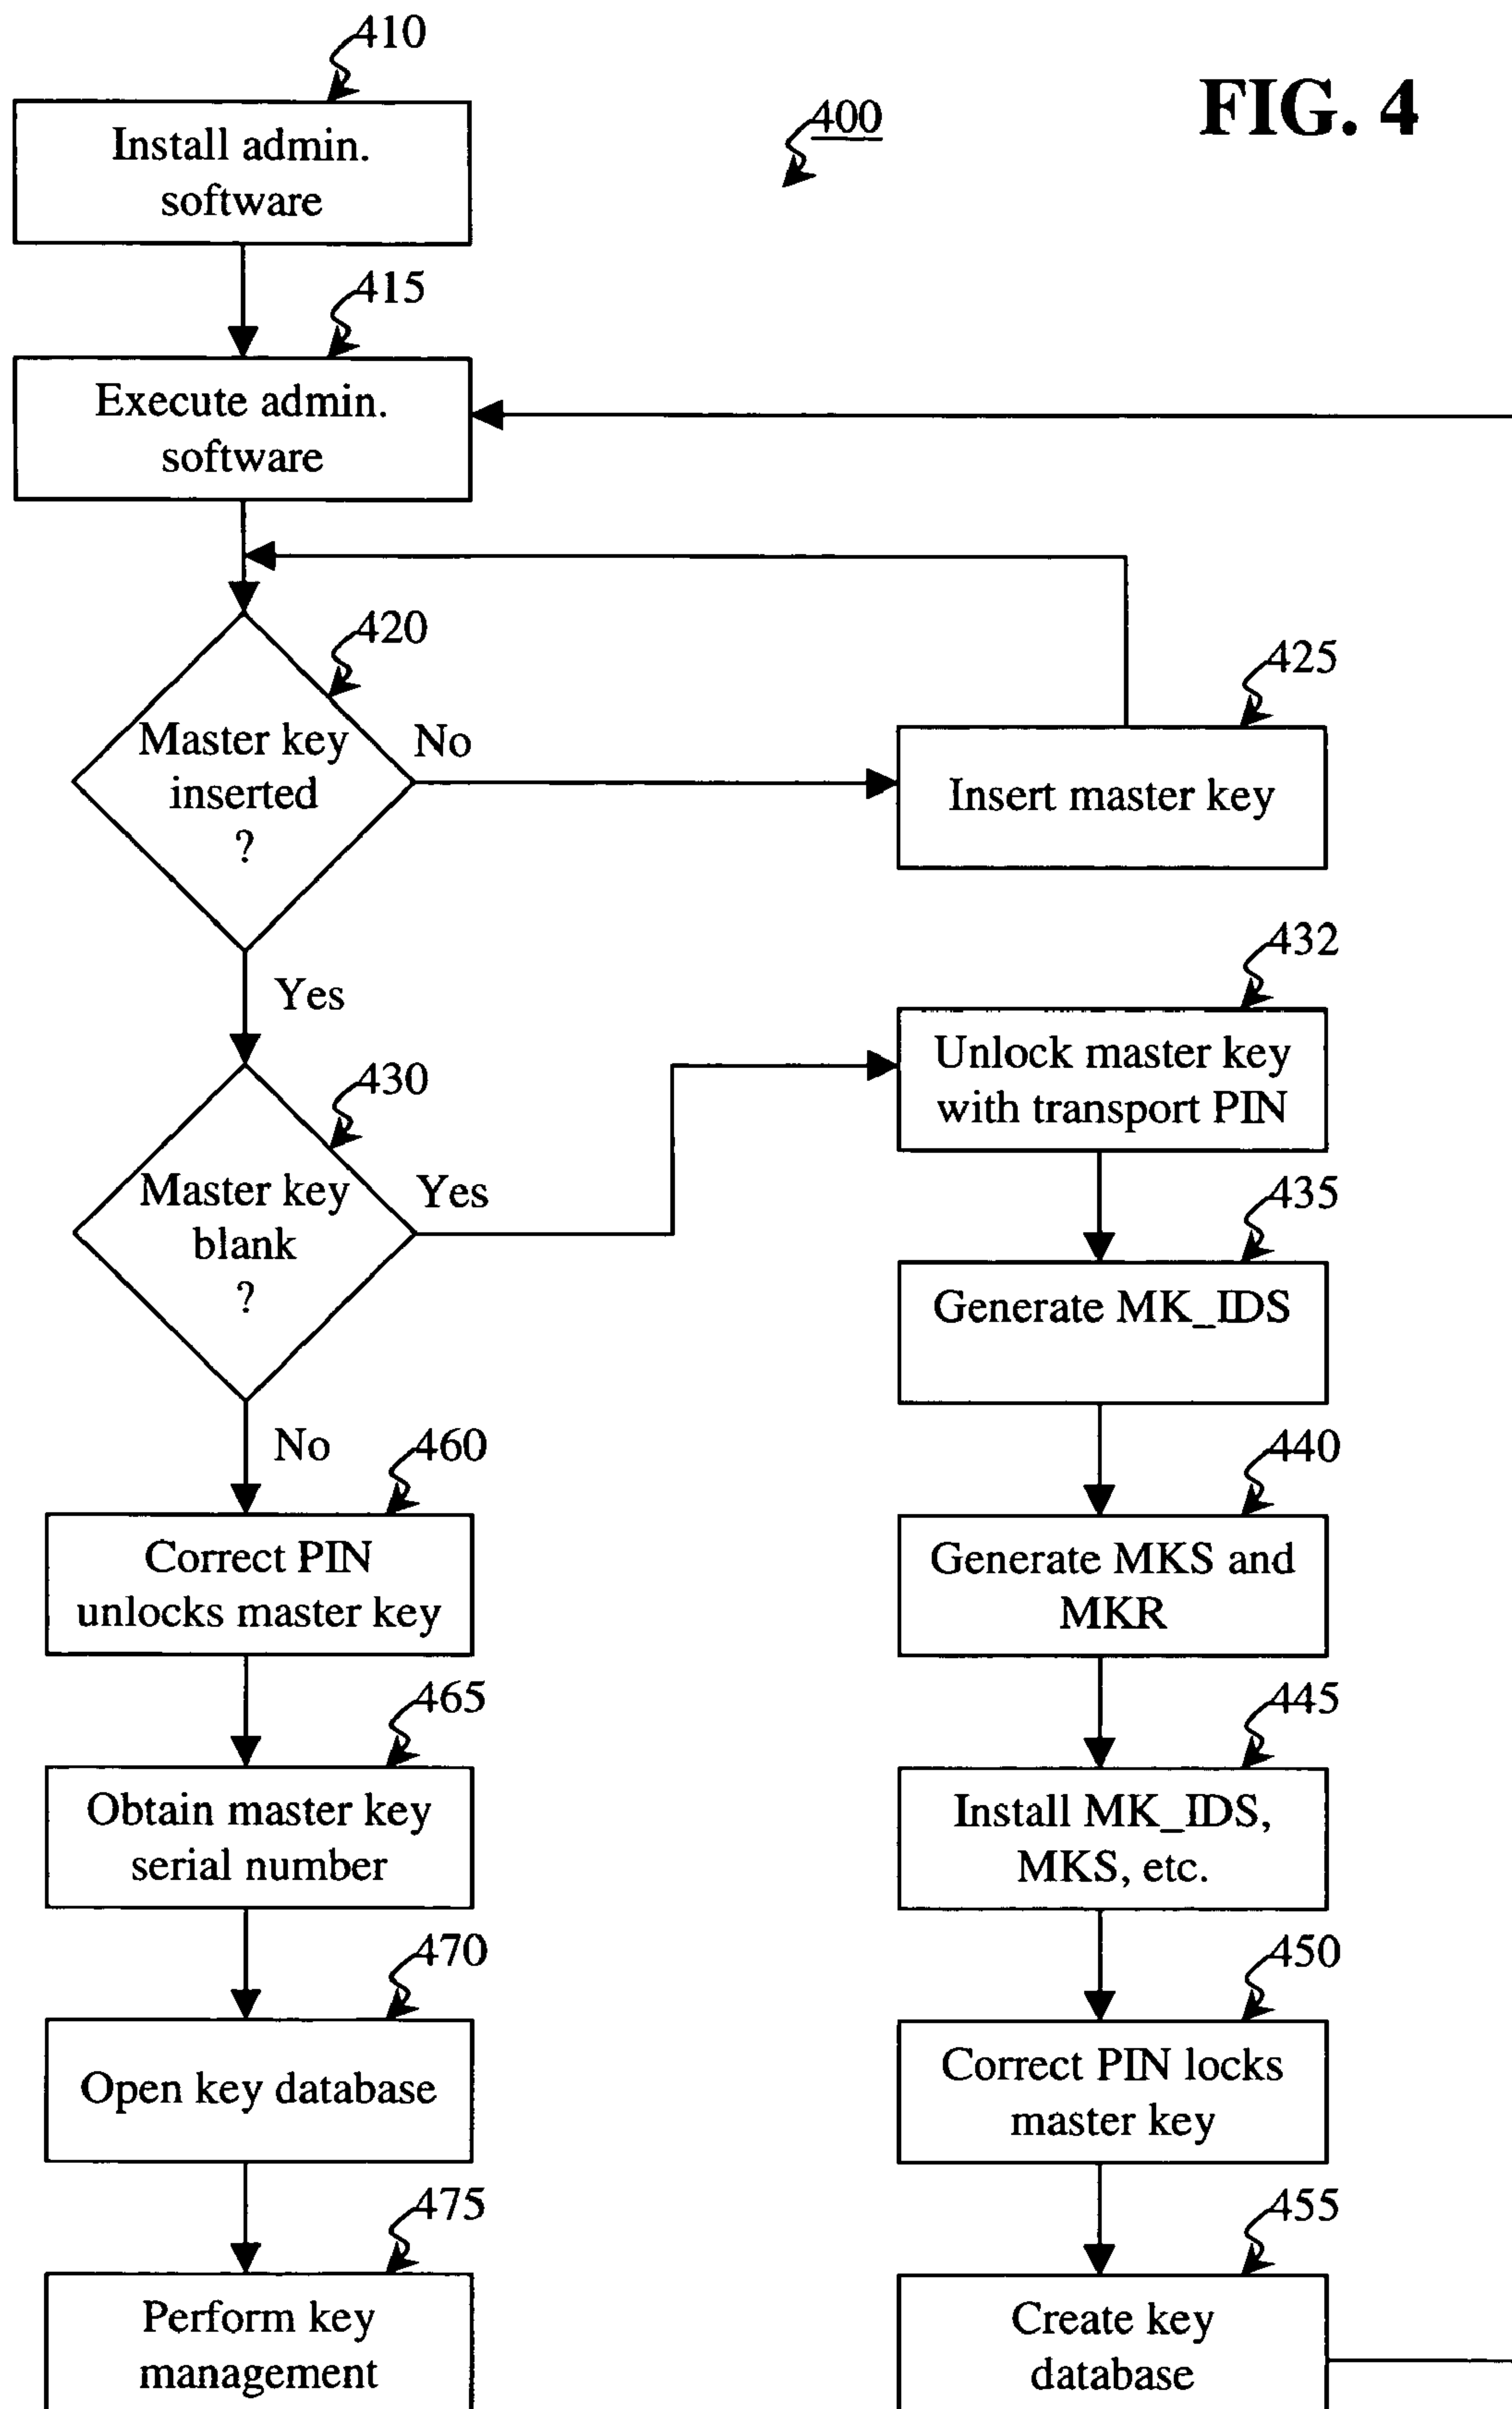 410
FIG. 4
400
Install admin.
software
415
Execute admin.
software
420
Master key
inserted
?
No
425
Insert master key
Yes
432
Unlock master key
with transport PIN
430
Master key
blank
?
Yes
435
Generate MK_IDS
No
440
Generate MKS and
MKR
460
Correct PIN
unlocks master key
445
Install MK_IDS,
MKS, etc.
465
Obtain master key
serial number
450
Correct PIN locks
master key
470
Open key database
455
Create key
database
475
Perform key
management